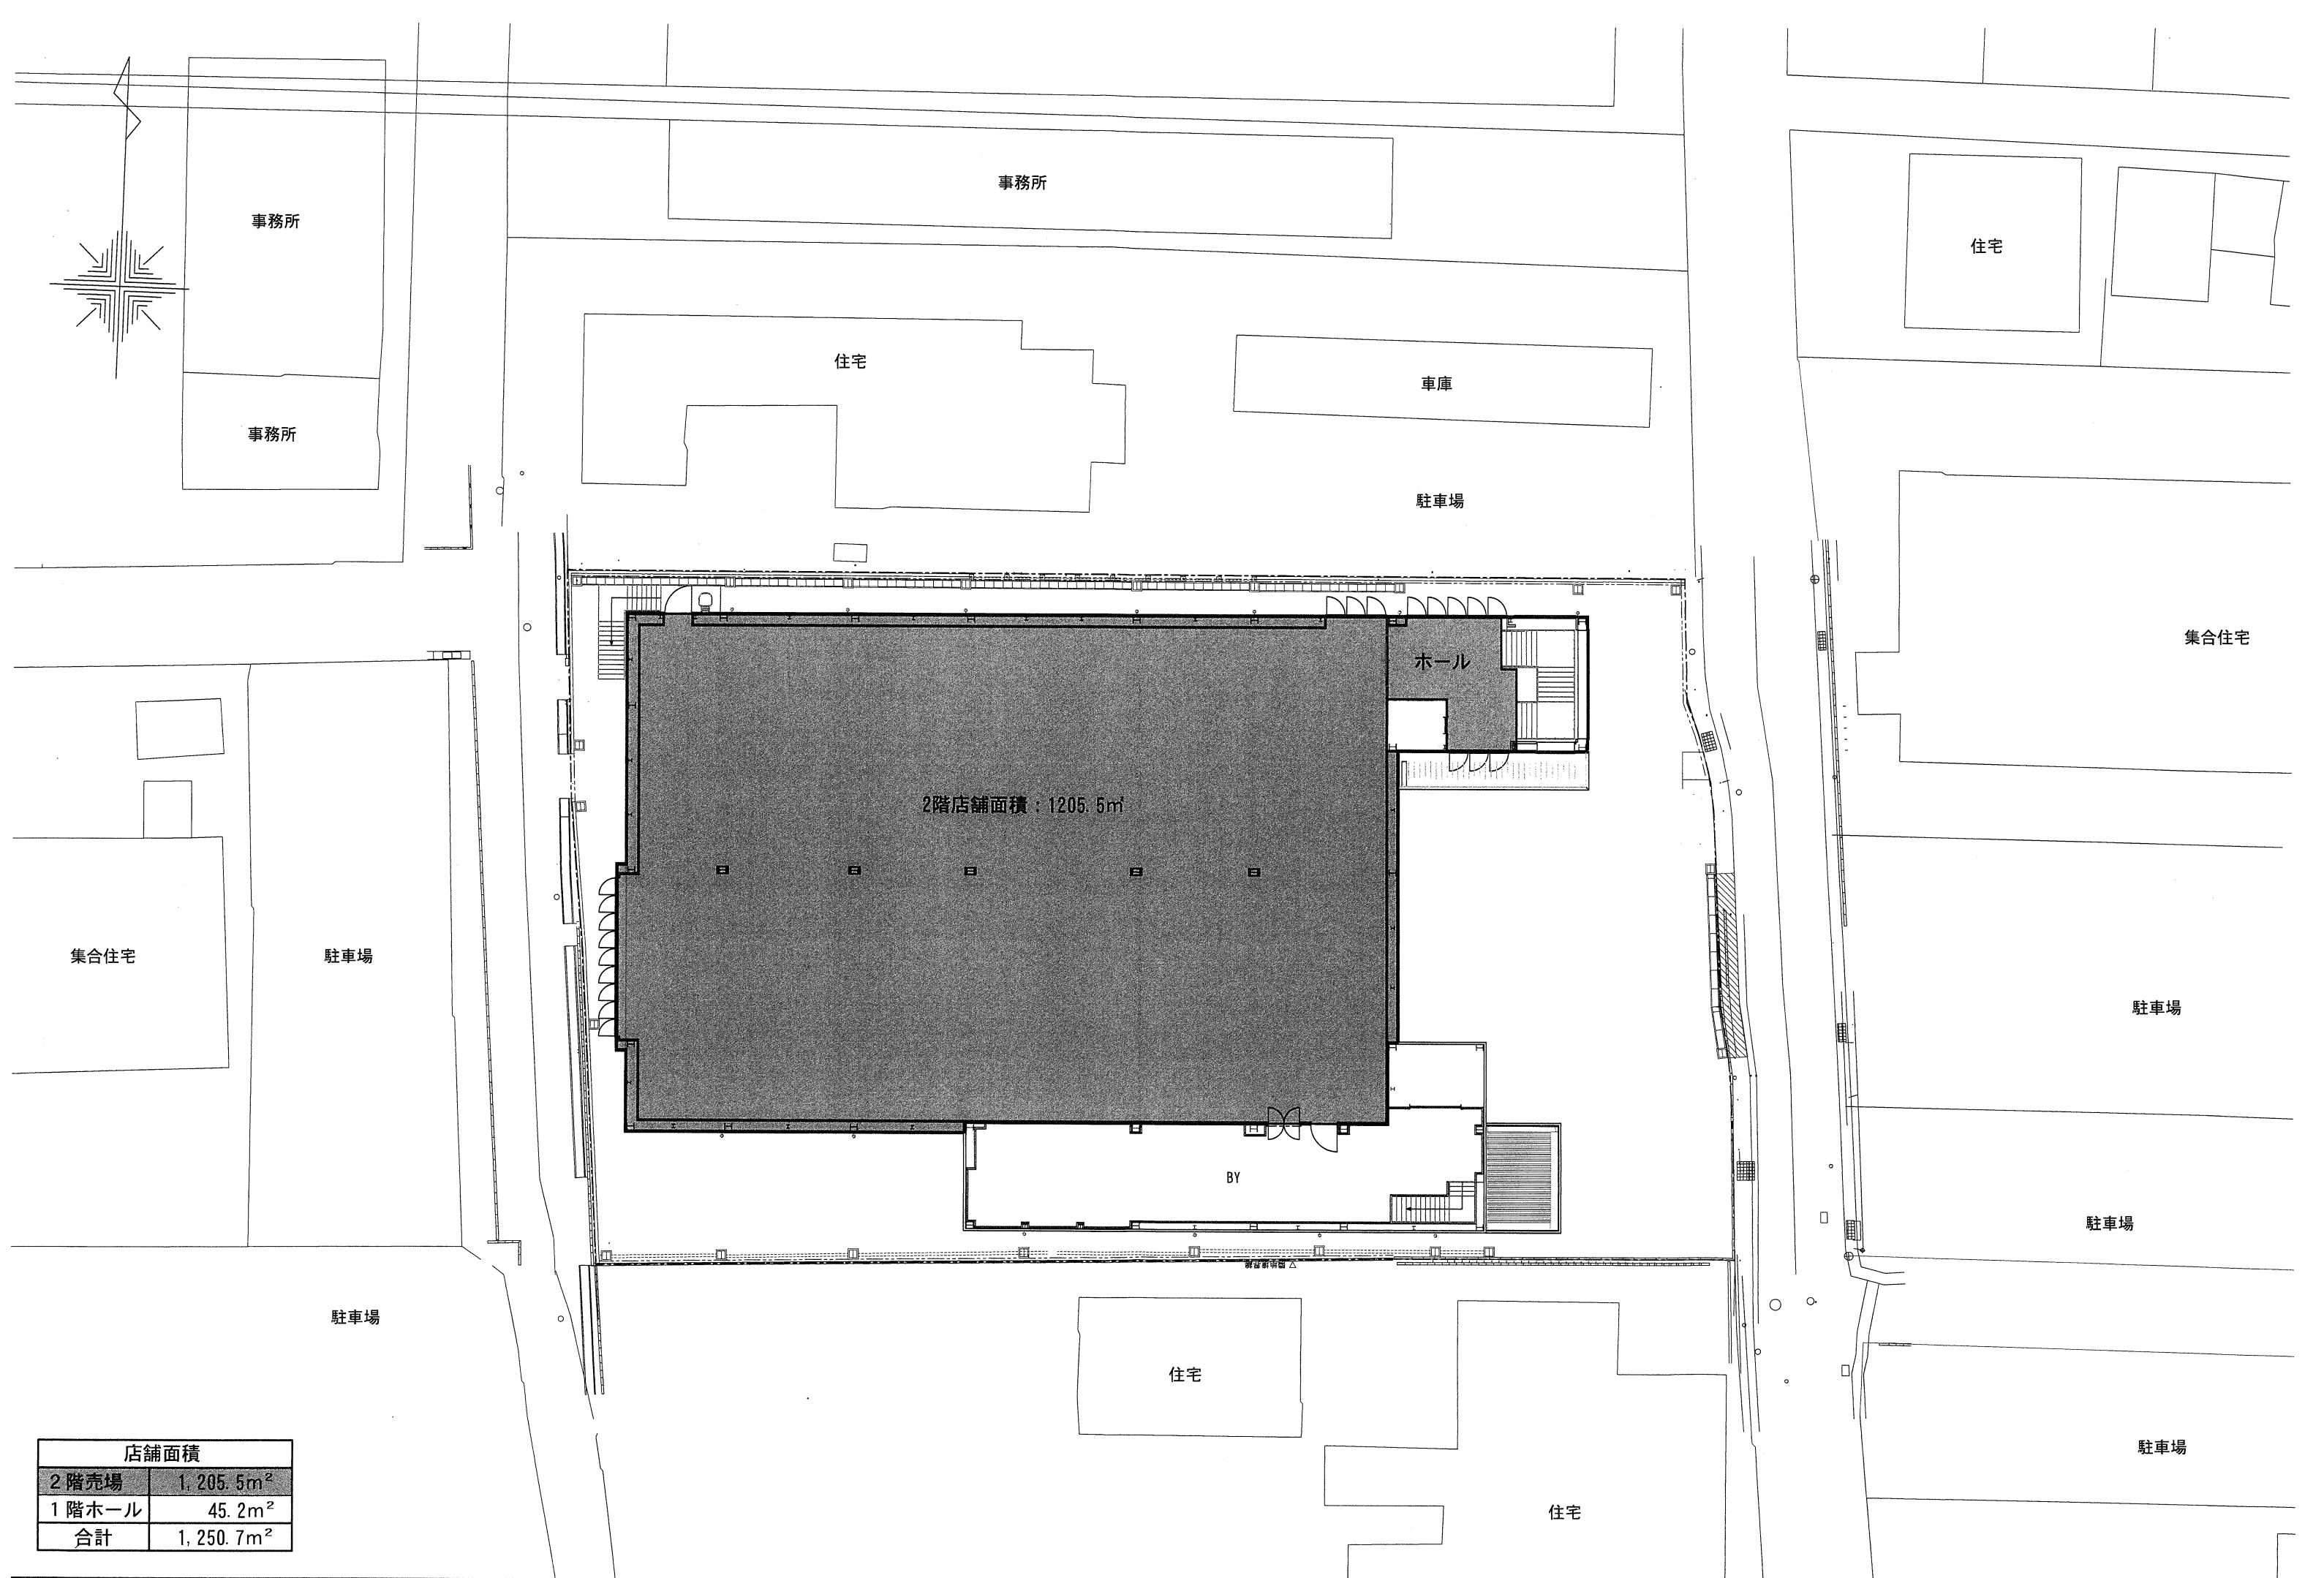 事務所
事務所
住宅
住宅
車庫
事務所
駐車場
集合住宅
ホール
2階店舗面積：1205.5㎡
集合住宅
駐車場
駐車場
BY
駐車場
駐車場
住宅
駐車場
住宅
店舗面積
２階売場 1,205.5m²
１階ホール 45.2m²
合計 1,250.7m²